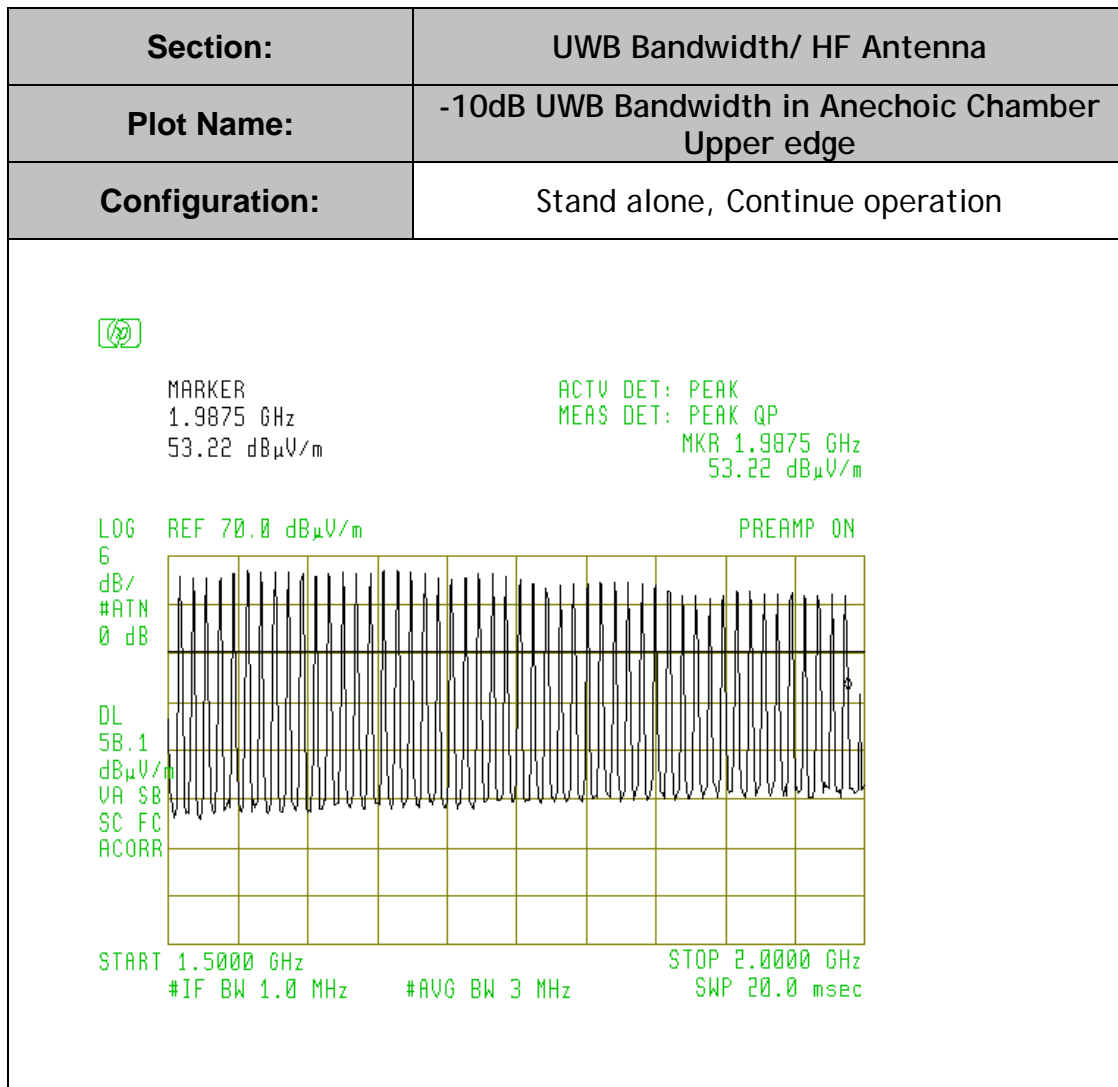 Section: UWB Bandwidth/ HF Antenna
Plot Name: -10dB UWB Bandwidth in Anechoic Chamber
Upper edge
Configuration: Stand alone, Continue operation
hp
MARKER
1.9875 GHz
53.22 dBµV/m
ACTV DET: PEAK
MEAS DET: PEAK QP
MKR 1.9875 GHz
53.22 dBµV/m
LOG REF 70.0 dBµV/m PREAMP ON
6
dB/
#ATN
0 dB
DL
58.1
dBµV/m
VA SB
SC FC
ACORR
START 1.5000 GHz STOP 2.0000 GHz
#IF BW 1.0 MHz #AVG BW 3 MHz SWP 20.0 msec